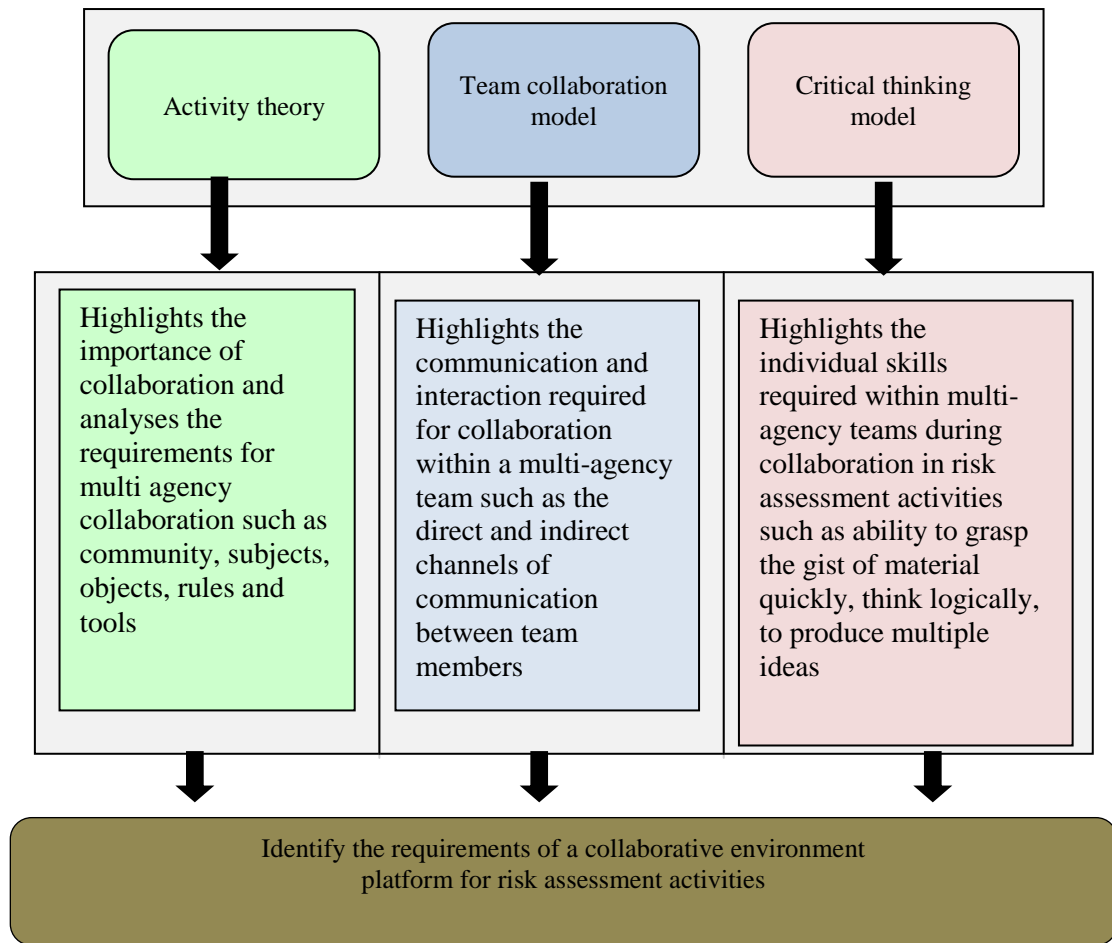 Activity theory
Team collaboration
model
Critical thinking
model
Highlights the
importance of
collaboration and
analyses the
requirements for
multi agency
collaboration such as
community, subjects,
objects, rules and
tools
Highlights the
communication and
interaction required
for collaboration
within a multi-agency
team such as the
direct and indirect
channels of
communication
between team
members
Highlights the
individual skills
required within multi-
agency teams during
collaboration in risk
assessment activities
such as ability to grasp
the gist of material
quickly, think logically,
to produce multiple
ideas
Identify the requirements of a collaborative environment
platform for risk assessment activities